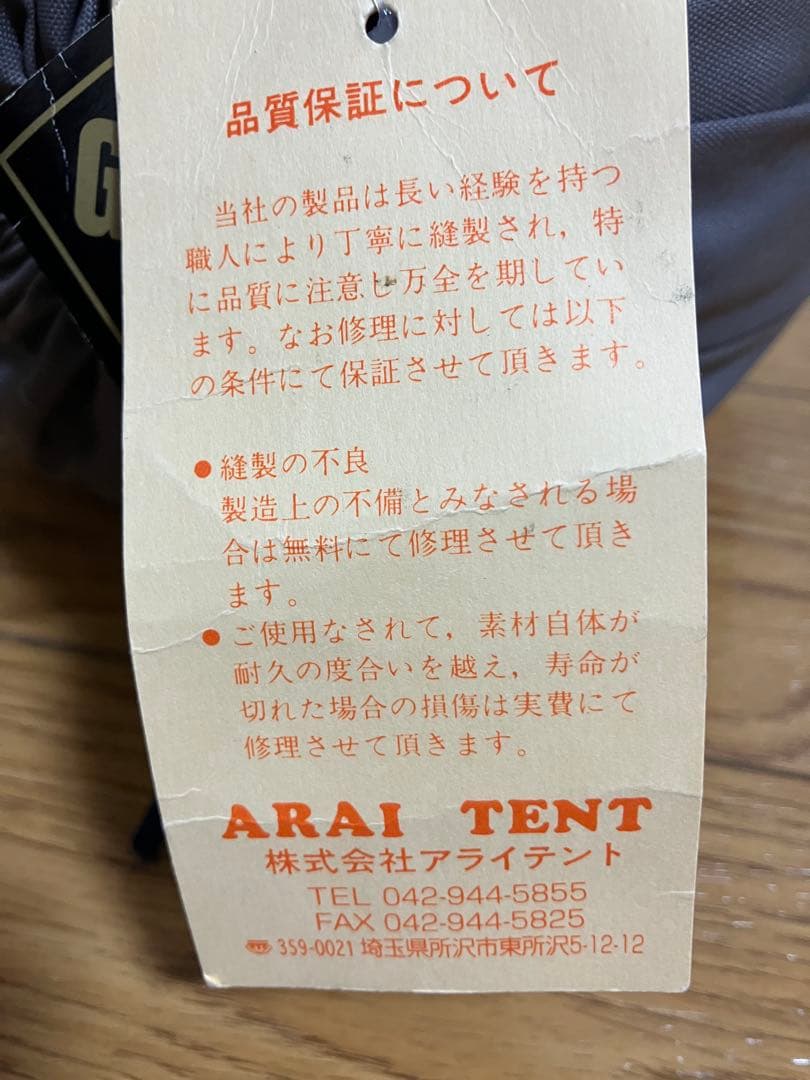 品質保証について
当社の製品は長い経験を持つ
職人により丁寧に縫製され，特
に品質に注意し万全を期してい
ます。なお修理に対しては以下
の条件にて保証させて頂きます。
●縫製の不良
製造上の不備とみなされる場
合は無料にて修理させて頂き
ます。
●ご使用なされて，素材自体が
耐久の度合いを越え，寿命が
切れた場合の損傷は実費にて
修理させて頂きます。
ARAI TENT
株式会社アライテント
TEL 042-944-5855
FAX 042-944-5825
359-0021 埼玉県所沢市東所沢5-12-12
G